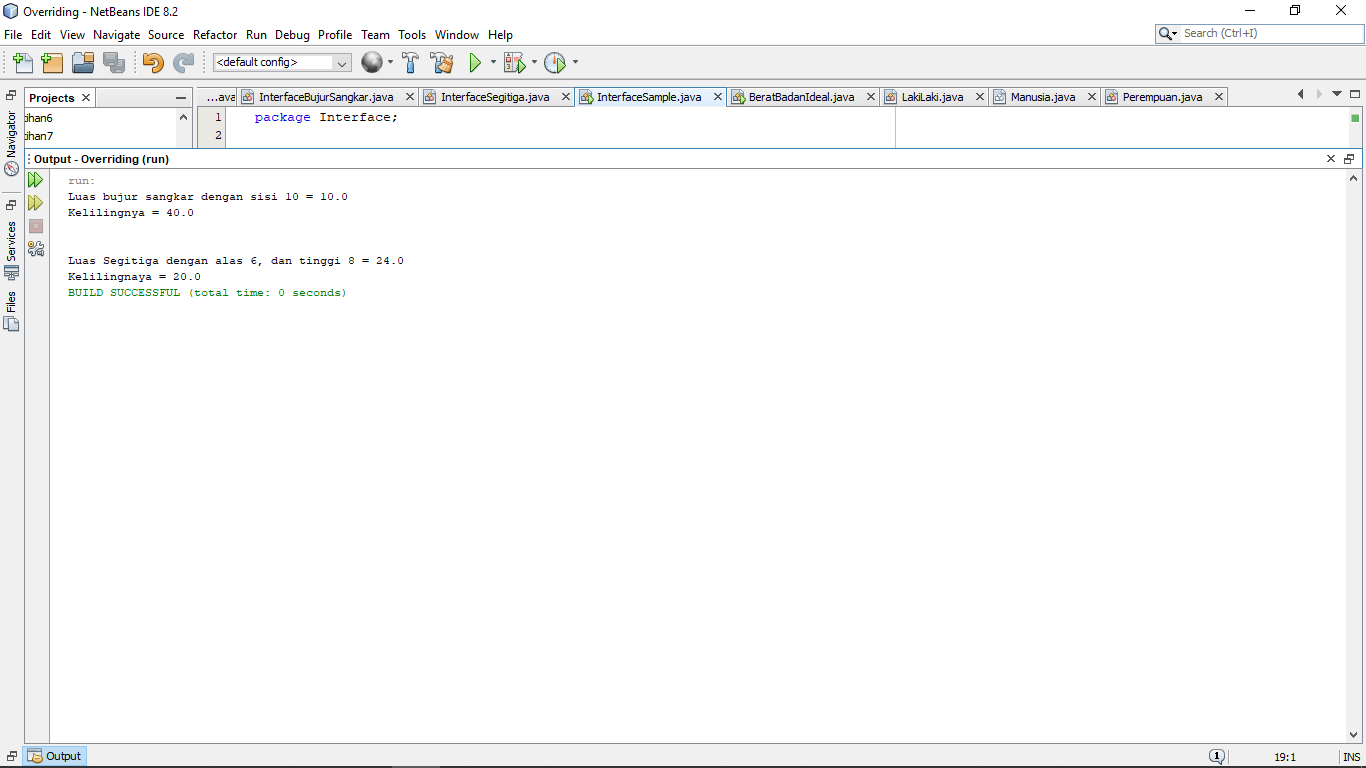 Overriding - NetBeans IDE 8.2
File Edit View Navigate Source Refactor Run Debug Profile Team Tools Window Help
Search (Ctrl+I)
<default config>
Projects
...ava InterfaceBujurSangkar.java InterfaceSegitiga.java InterfaceSample.java BeratBadanIdeal.java LakiLaki.java Manusia.java Perempuan.java
ihan6
ihan7
1 package Interface;
2
Navigator
Services
Files
Output - Overriding (run)
run:
Luas bujur sangkar dengan sisi 10 = 10.0
Kelilingnya = 40.0
Luas Segitiga dengan alas 6, dan tinggi 8 = 24.0
Kelilingnaya = 20.0
BUILD SUCCESSFUL (total time: 0 seconds)
Output
1
19:1
INS